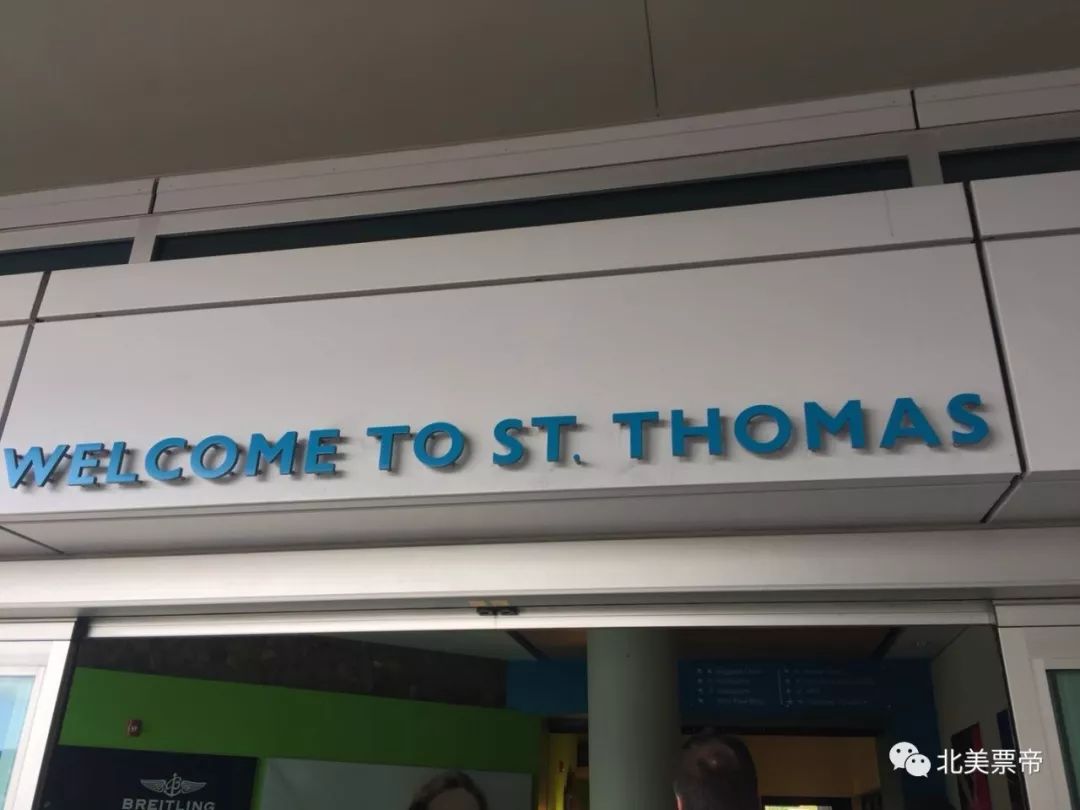 WELCOME TO ST. THOMAS
BREITLING
北美票帝